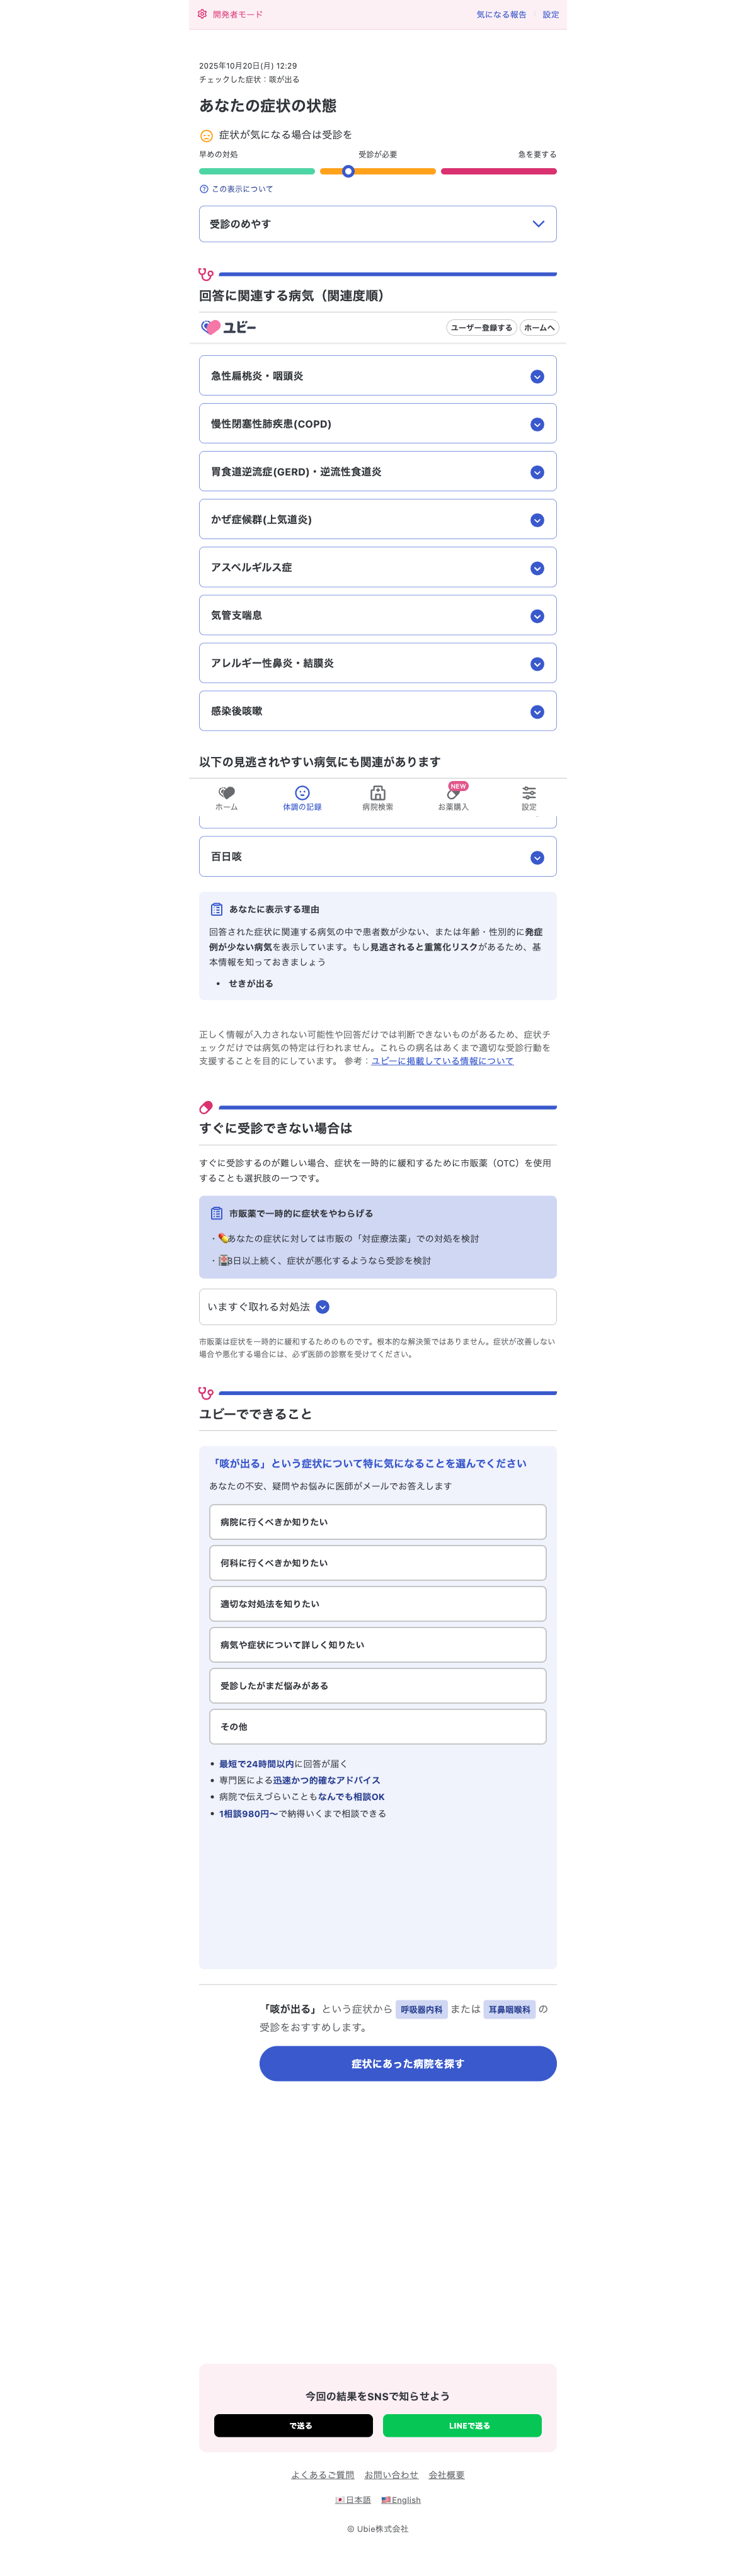 開発者モード
気になる報告 設定
2025年10月20日(月) 12:29
チェックした症状：咳が出る
あなたの症状の状態
症状が気になる場合は受診を
早めの対処 受診が必要 急を要する
この表示について
受診のめやす
回答に関連する病気（関連度順）
ユビー ユーザー登録する ホームへ
急性扁桃炎・咽頭炎
慢性閉塞性肺疾患(COPD)
胃食道逆流症(GERD)・逆流性食道炎
かぜ症候群(上気道炎)
アスペルギルス症
気管支喘息
アレルギー性鼻炎・結膜炎
感染後咳嗽
以下の見逃されやすい病気にも関連があります
NEW
ホーム 体調の記録 病院検索 お薬購入 設定
百日咳
あなたに表示する理由
回答された症状に関連する病気の中で患者数が少ない、または年齢・性別的に発症
例が少ない病気を表示しています。もし見逃されると重篤化リスクがあるため、基
本情報を知っておきましょう
• せきが出る
正しく情報が入力されない可能性や回答だけでは判断できないものがあるため、症状チ
ェックだけでは病気の特定は行われません。これらの病名はあくまで適切な受診行動を
支援することを目的にしています。 参考：ユビーに掲載している情報について
すぐに受診できない場合は
すぐに受診するのが難しい場合、症状を一時的に緩和するために市販薬（OTC）を使用
することも選択肢の一つです。
市販薬で一時的に症状をやわらげる
・💊あなたの症状に対しては市販の「対症療法薬」での対処を検討
・🏥3日以上続く、症状が悪化するようなら受診を検討
いますぐ取れる対処法
市販薬は症状を一時的に緩和するためのものです。根本的な解決策ではありません。症状が改善しない
場合や悪化する場合には、必ず医師の診察を受けてください。
ユビーでできること
「咳が出る」という症状について特に気になることを選んでください
あなたの不安、疑問やお悩みに医師がメールでお答えします
病院に行くべきか知りたい
何科に行くべきか知りたい
適切な対処法を知りたい
病気や症状について詳しく知りたい
受診したがまだ悩みがある
その他
• 最短で24時間以内に回答が届く
• 専門医による迅速かつ的確なアドバイス
• 病院で伝えづらいこともなんでも相談OK
• 1相談980円〜で納得いくまで相談できる
「咳が出る」という症状から 呼吸器内科 または 耳鼻咽喉科 の
受診をおすすめします。
症状にあった病院を探す
今回の結果をSNSで知らせよう
で送る LINEで送る
よくあるご質問 お問い合わせ 会社概要
🇯🇵日本語 🇺🇸English
© Ubie株式会社